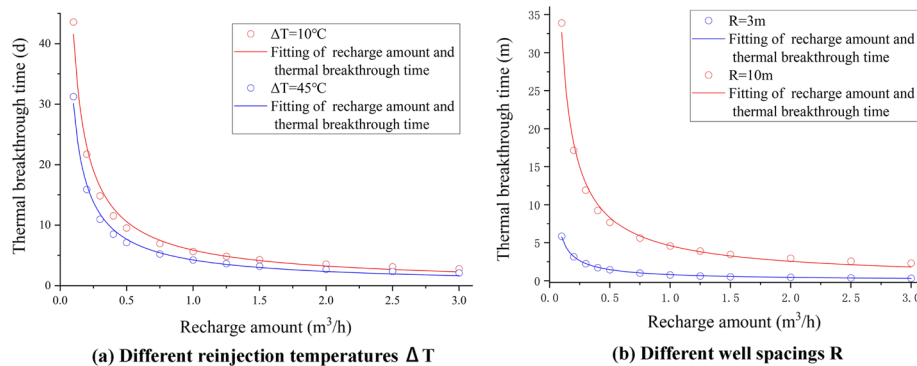 Thermal breakthrough time (d)
40
30
20
10
0
0.0 0.5 1.0 1.5 2.0 2.5 3.0
Recharge amount (m³/h)
ΔT=10℃
Fitting of recharge amount and
thermal breakthrough time
ΔT=45℃
Fitting of recharge amount and
thermal breakthrough time
(a) Different reinjection temperatures ΔT
Thermal breakthrough time (m)
35
30
25
20
15
10
5
0
0.0 0.5 1.0 1.5 2.0 2.5 3.0
Recharge amount (m³/h)
R=3m
Fitting of recharge amount and
thermal breakthrough time
R=10m
Fitting of recharge amount and
thermal breakthrough time
(b) Different well spacings R